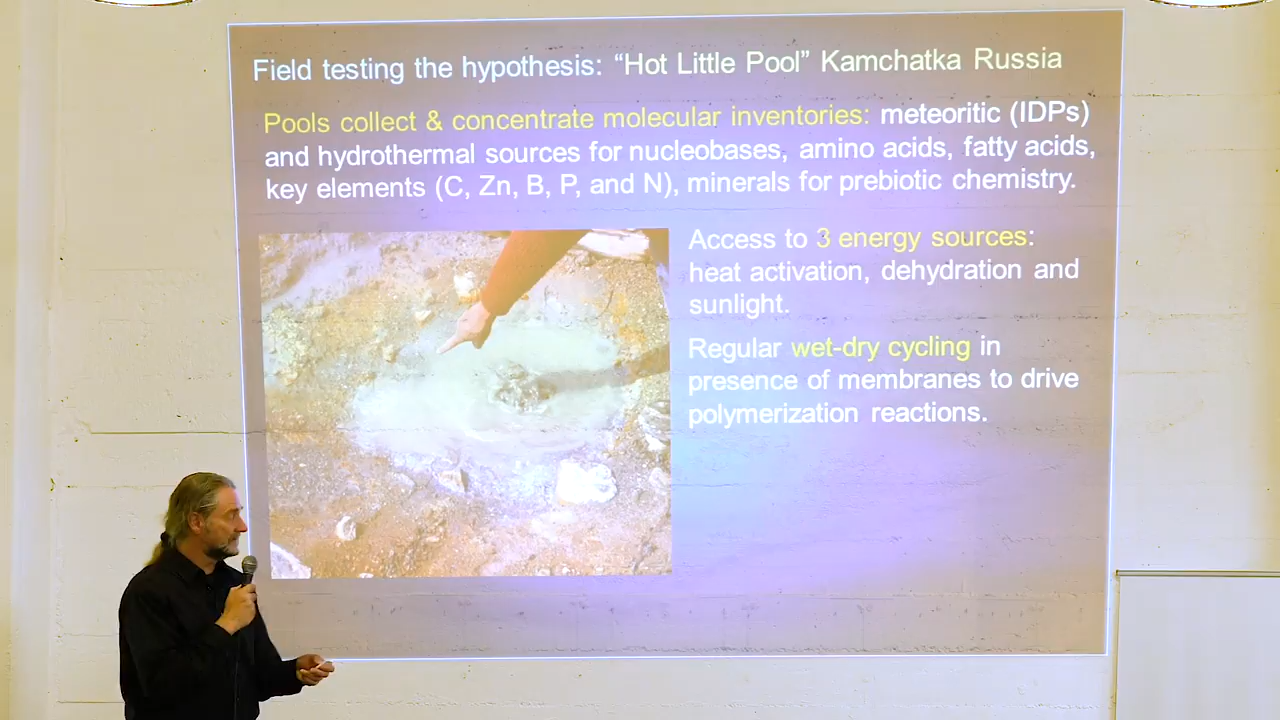 Field testing the hypothesis: “Hot Little Pool” Kamchatka Russia
Pools collect & concentrate molecular inventories: meteoritic (IDPs)
and hydrothermal sources for nucleobases, amino acids, fatty acids,
key elements (C, Zn, B, P, and N), minerals for prebiotic chemistry.
Access to 3 energy sources:
heat activation, dehydration and
sunlight.
Regular wet-dry cycling in
presence of membranes to drive
polymerization reactions.